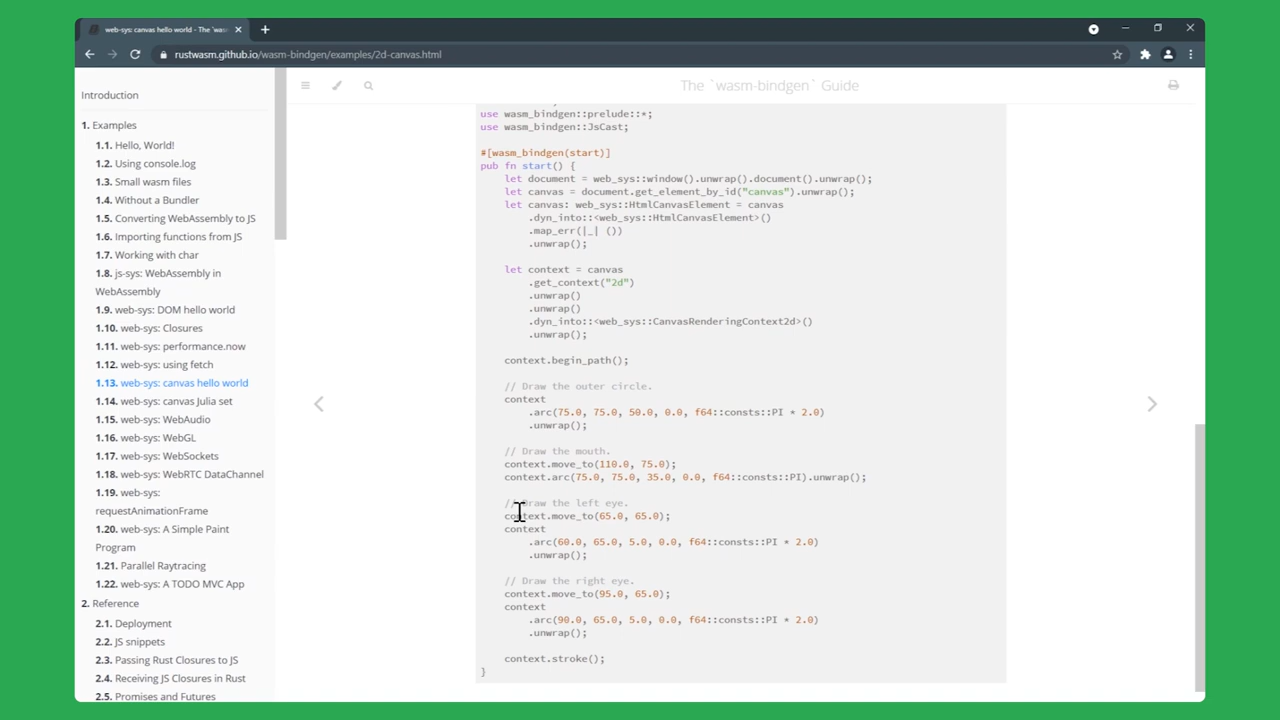 web-sys: canvas hello world - The `was
rustwasm.github.io/wasm-bindgen/examples/2d-canvas.html
The `wasm-bindgen` Guide
Introduction
1. Examples
1.1. Hello, World!
1.2. Using console.log
1.3. Small wasm files
1.4. Without a Bundler
1.5. Converting WebAssembly to JS
1.6. Importing functions from JS
1.7. Working with char
1.8. js-sys: WebAssembly in
WebAssembly
1.9. web-sys: DOM hello world
1.10. web-sys: Closures
1.11. web-sys: performance.now
1.12. web-sys: using fetch
1.13. web-sys: canvas hello world
1.14. web-sys: canvas Julia set
1.15. web-sys: WebAudio
1.16. web-sys: WebGL
1.17. web-sys: WebSockets
1.18. web-sys: WebRTC DataChannel
1.19. web-sys:
requestAnimationFrame
1.20. web-sys: A Simple Paint
Program
1.21. Parallel Raytracing
1.22. web-sys: A TODO MVC App
2. Reference
2.1. Deployment
2.2. JS snippets
2.3. Passing Rust Closures to JS
2.4. Receiving JS Closures in Rust
2.5. Promises and Futures
use wasm_bindgen::prelude::*;
use wasm_bindgen::JsCast;
#[wasm_bindgen(start)]
pub fn start() {
let document = web_sys::window().unwrap().document().unwrap();
let canvas = document.get_element_by_id("canvas").unwrap();
let canvas: web_sys::HtmlCanvasElement = canvas
.dyn_into::<web_sys::HtmlCanvasElement>()
.map_err(|_| ())
.unwrap();
let context = canvas
.get_context("2d")
.unwrap()
.unwrap()
.dyn_into::<web_sys::CanvasRenderingContext2d>()
.unwrap();
context.begin_path();
// Draw the outer circle.
context
.arc(75.0, 75.0, 50.0, 0.0, f64::consts::PI * 2.0)
.unwrap();
// Draw the mouth.
context.move_to(110.0, 75.0);
context.arc(75.0, 75.0, 35.0, 0.0, f64::consts::PI).unwrap();
// Draw the left eye.
context.move_to(65.0, 65.0);
context
.arc(60.0, 65.0, 5.0, 0.0, f64::consts::PI * 2.0)
.unwrap();
// Draw the right eye.
context.move_to(95.0, 65.0);
context
.arc(90.0, 65.0, 5.0, 0.0, f64::consts::PI * 2.0)
.unwrap();
context.stroke();
}